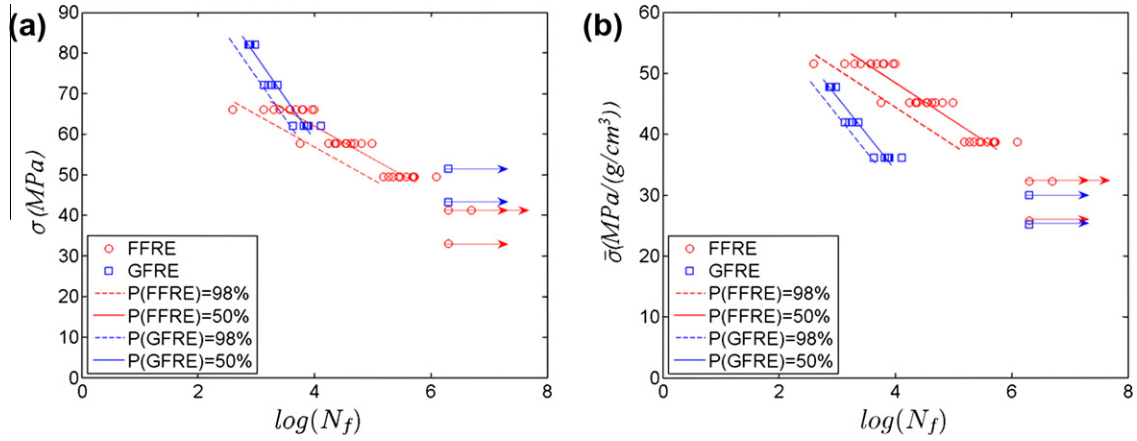 (a)
σ(MPa)
90
80
70
60
50
40
30
20
10
0
FFRE
GFRE
P(FFRE)=98%
P(FFRE)=50%
P(GFRE)=98%
P(GFRE)=50%
0 2 4 6 8
log(N_f)
(b)
σ̄(MPa/(g/cm³))
60
50
40
30
20
10
0
FFRE
GFRE
P(FFRE)=98%
P(FFRE)=50%
P(GFRE)=98%
P(GFRE)=50%
0 2 4 6 8
log(N_f)